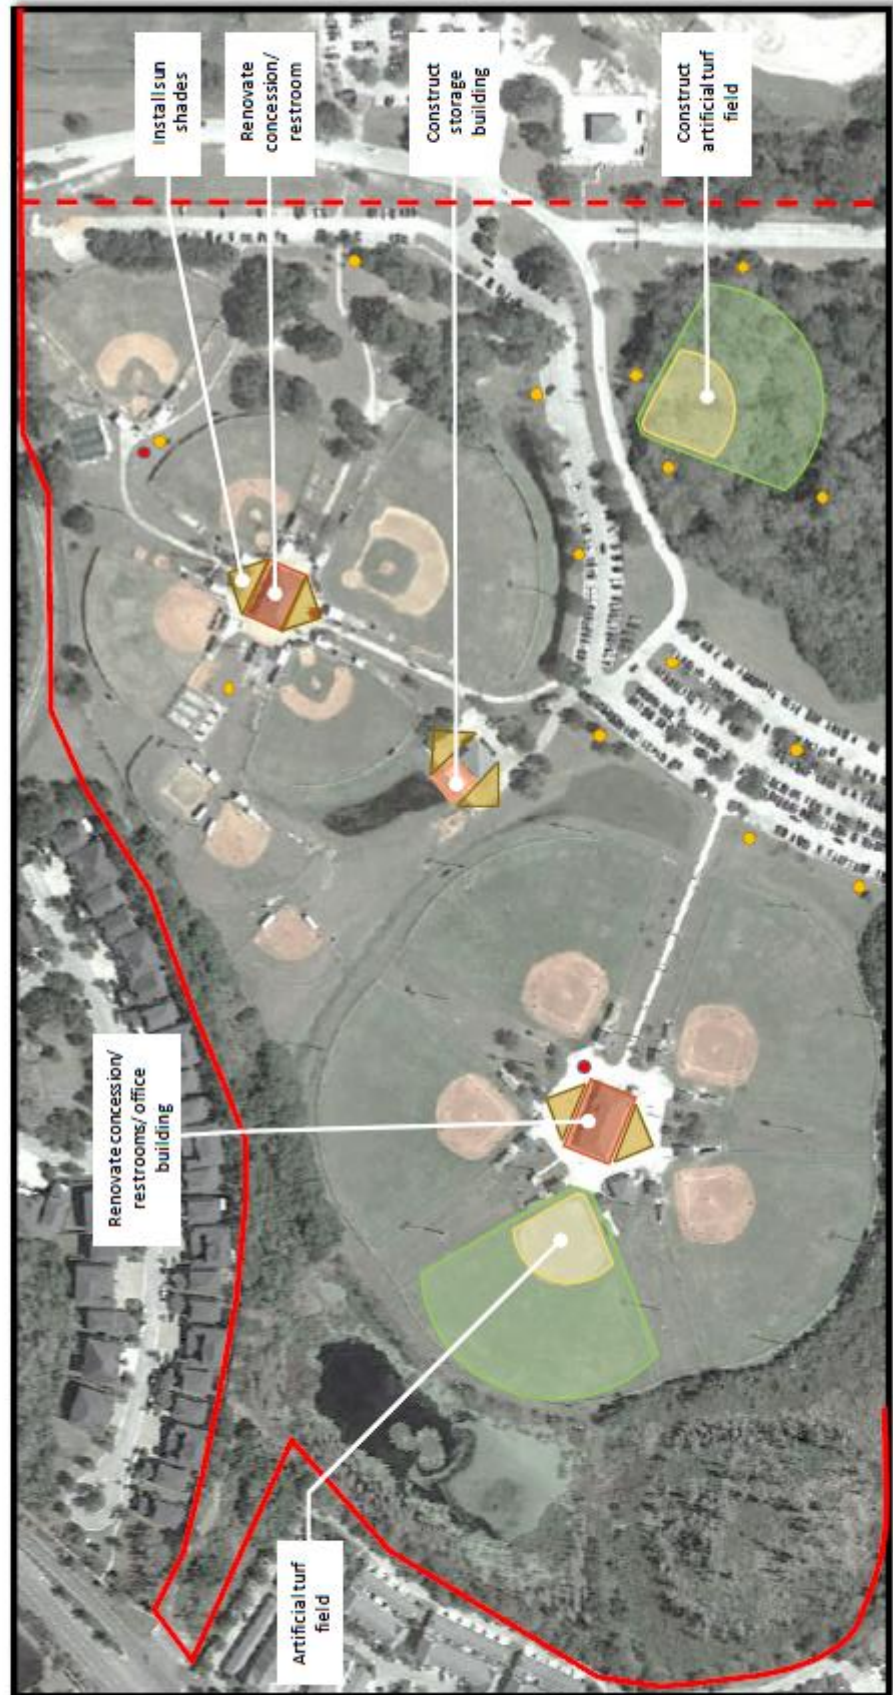 Install sun
shades
Renovate
concession/
restroom
Construct
storage
building
Construct
artificial turf
field
Renovate concession/
restrooms/ office
building
Artificial turf
field